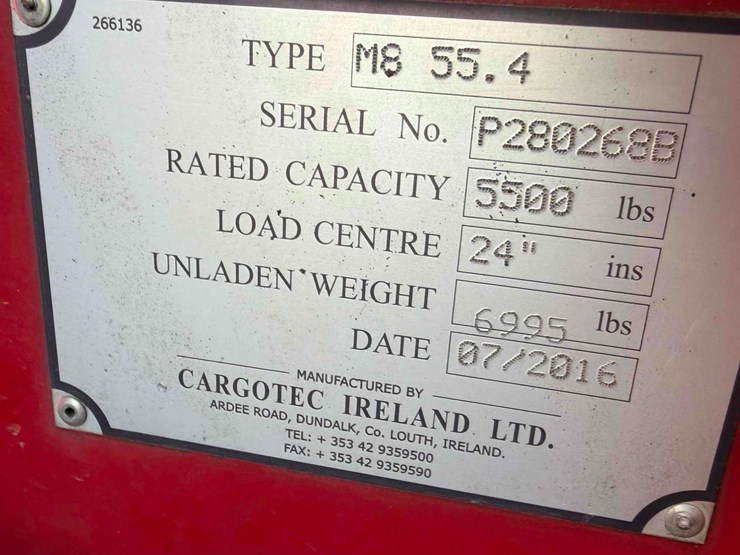 266136
TYPE M8 55.4
SERIAL No. P280268B
RATED CAPACITY 5500 lbs
LOAD CENTRE 24" ins
UNLADEN WEIGHT 6995 lbs
DATE 07/2016
MANUFACTURED BY
CARGOTEC IRELAND LTD.
ARDEE ROAD, DUNDALK, Co. LOUTH, IRELAND.
TEL: + 353 42 9359500
FAX: + 353 42 9359590